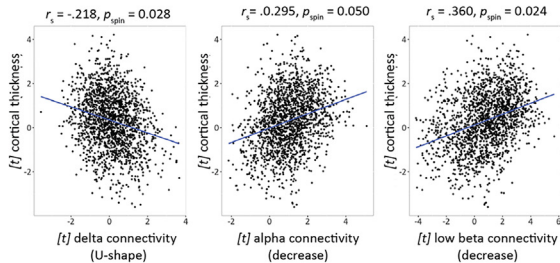 r_s = -.218, p_spin = 0.028
r_s = .0.295, p_spin = 0.050
r_s = .360, p_spin = 0.024
[t] cortical thickness
4
2
0
-2
-2
0
2
4
[t] delta connectivity
(U-shape)
[t] cortical thickness
4
2
0
-2
-2
0
2
4
[t] alpha connectivity
(decrease)
[t] cortical thickness
4
2
0
-2
-4
-2
0
2
4
6
[t] low beta connectivity
(decrease)